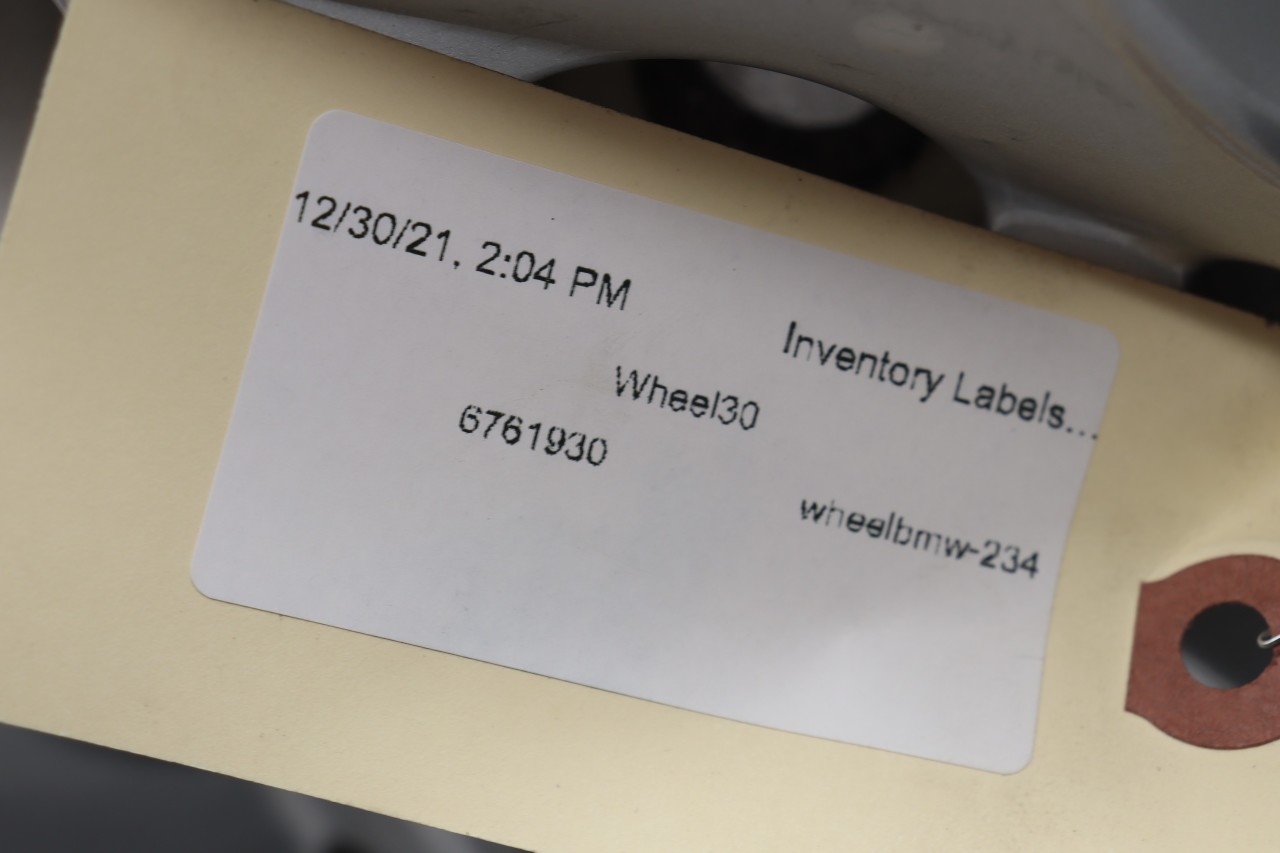 12/30/21, 2:04 PM
Inventory Labels...
Wheel30
6761930
wheelbmw-234